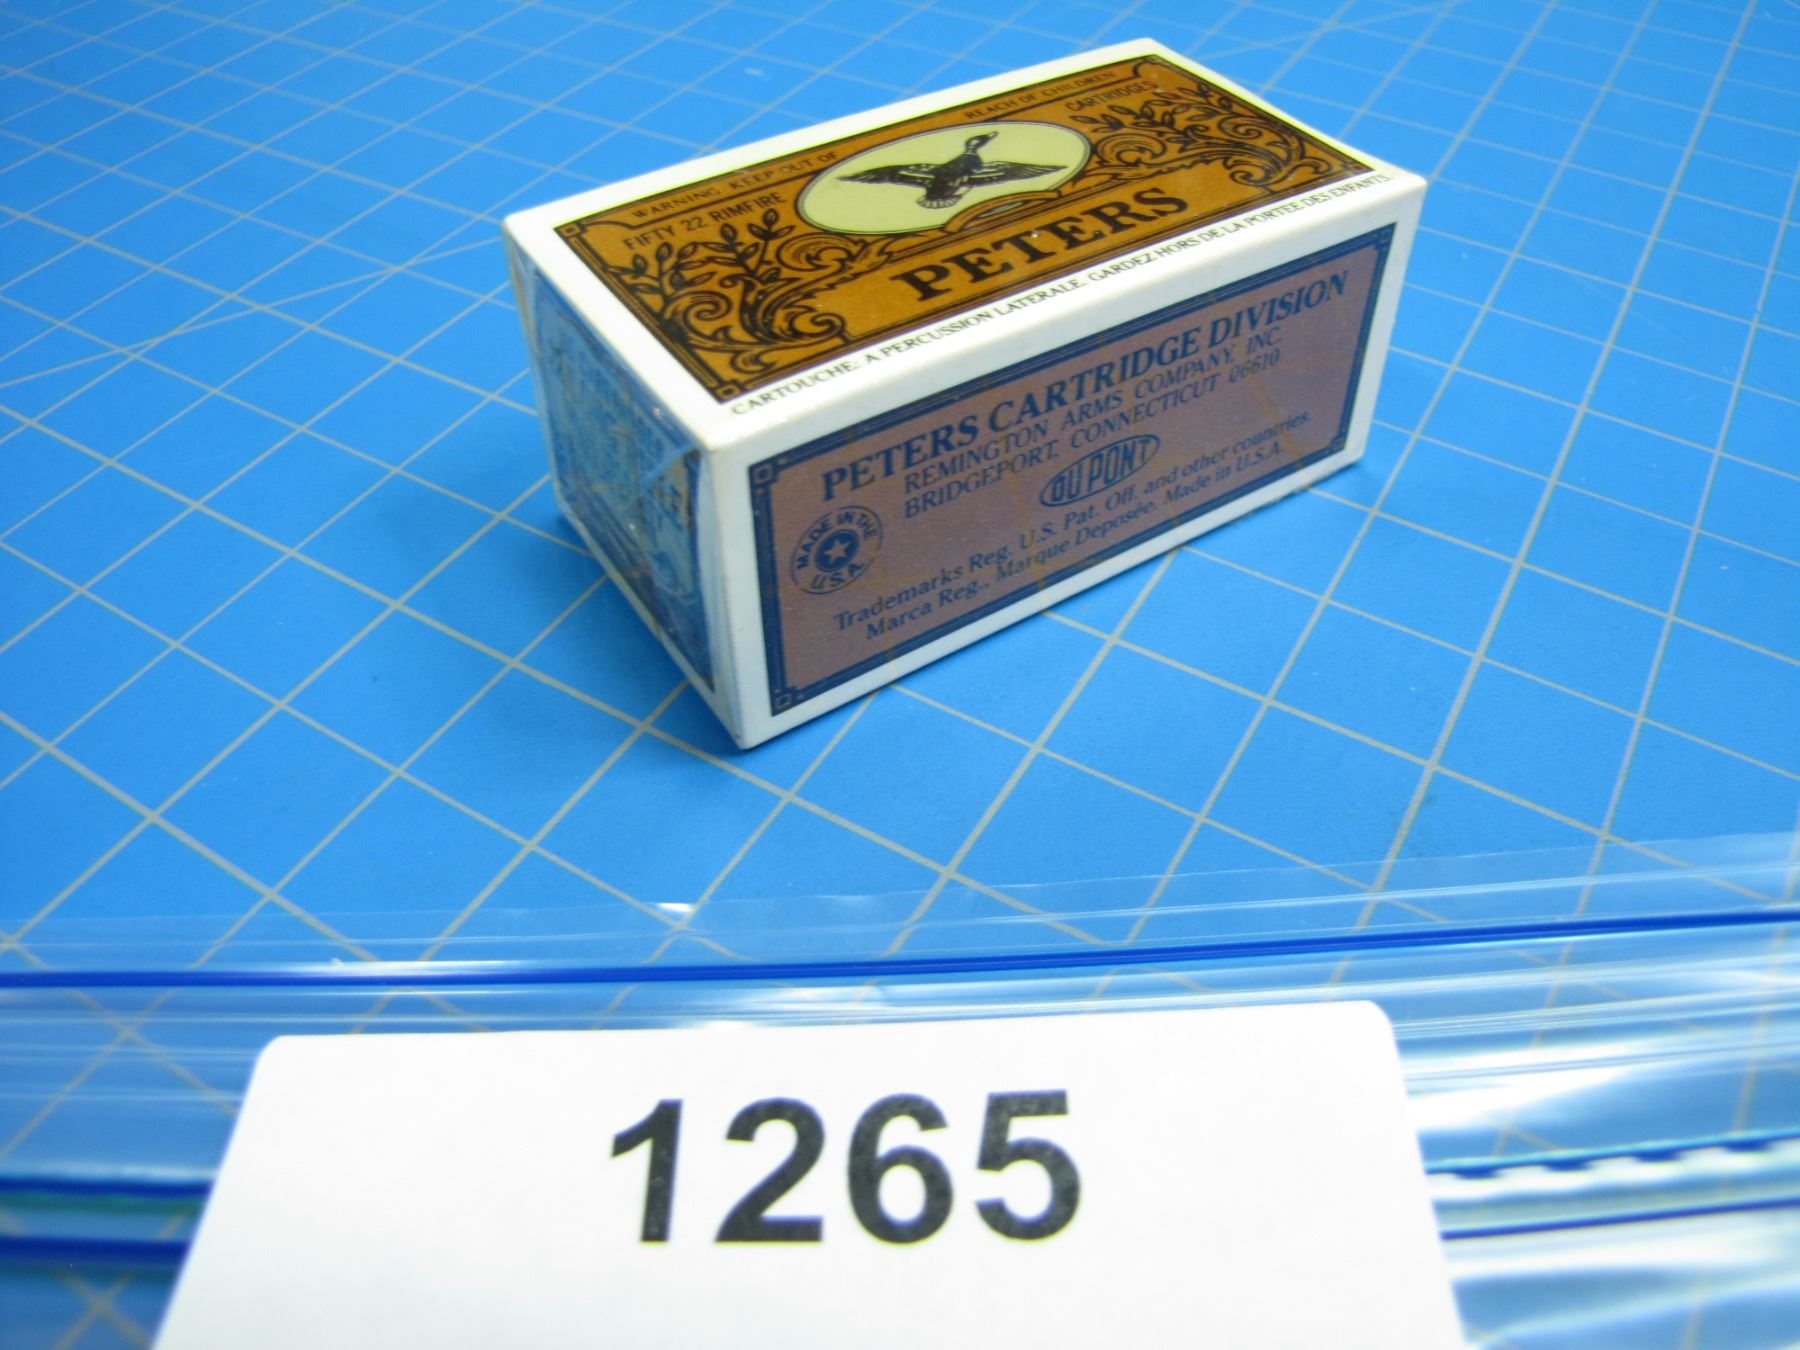 WARNING KEEP OUT OF REACH OF CHILDREN
FIFTY 22 RIMFIRE CARTRIDGES
PETERS
CARTOUCHE: A PERCUSSION LATERALE. GARDEZ HORS DE LA PORTEE DES ENFANTS
PETERS CARTRIDGE DIVISION
REMINGTON ARMS COMPANY, INC.
BRIDGEPORT, CONNECTICUT 06610
DU PONT
MADE IN THE U.S.A.
Trademarks Reg. U.S. Pat. Off. and other countries.
Marca Reg., Marque Deposée. Made in U.S.A.
1265